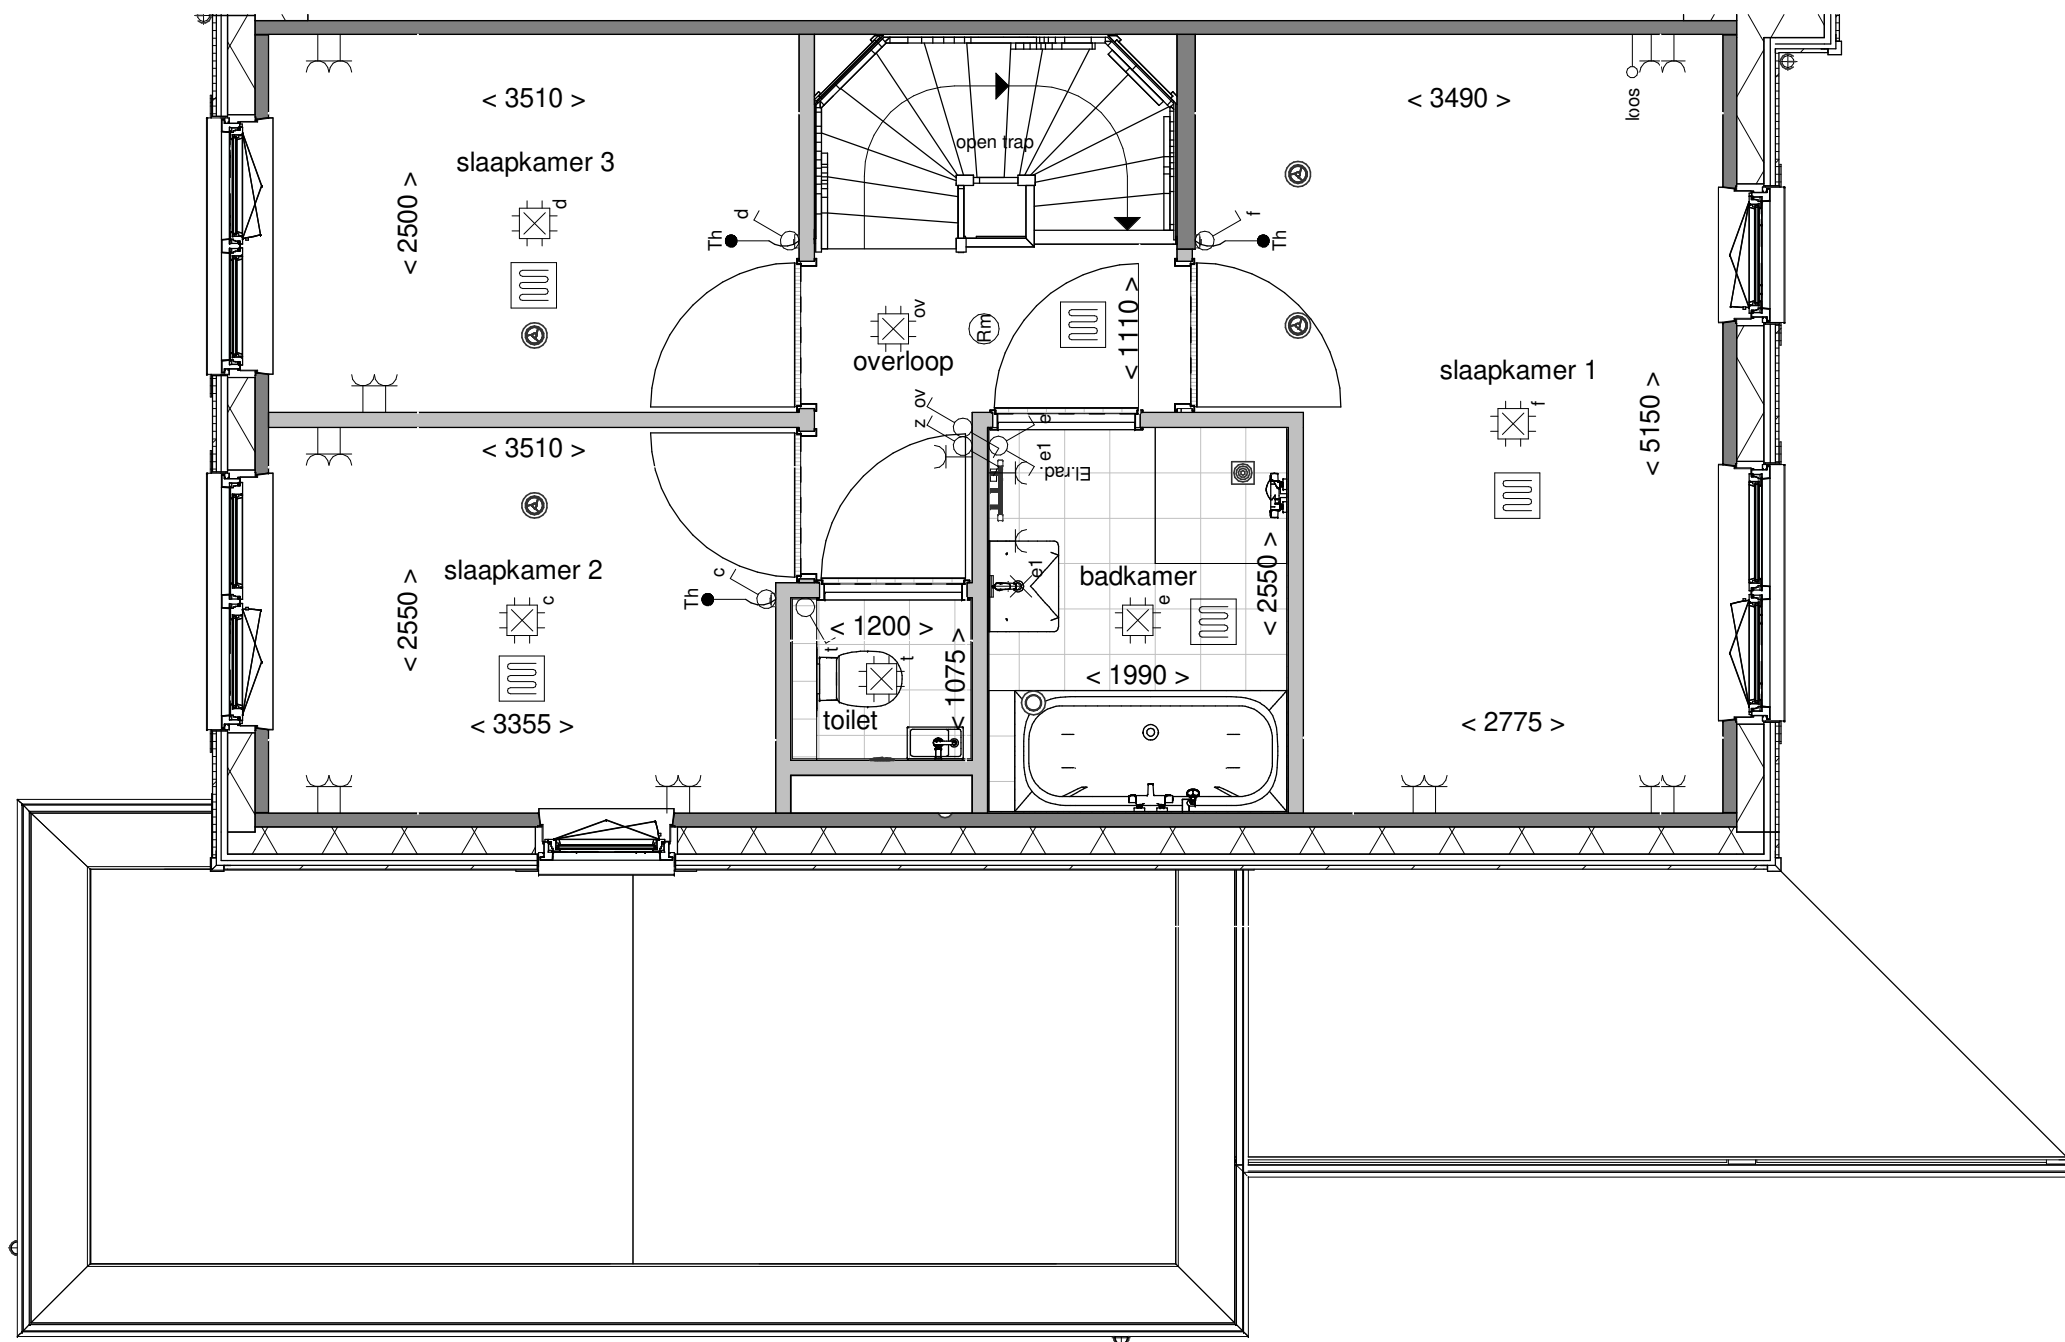 < 3510 >
< 3490 >
loos
open trap
slaapkamer 3
d
< 2500 >
d
Th
f
Th
ov
Rm
< 1110 >
overloop
slaapkamer 1
f
< 5150 >
ov
z
e
e1
El.rad.
< 3510 >
slaapkamer 2
c
< 2550 >
c
Th
e1
badkamer
e
< 2550 >
< 1200 >
t
t
< 1075 >
toilet
< 1990 >
< 3355 >
< 2775 >